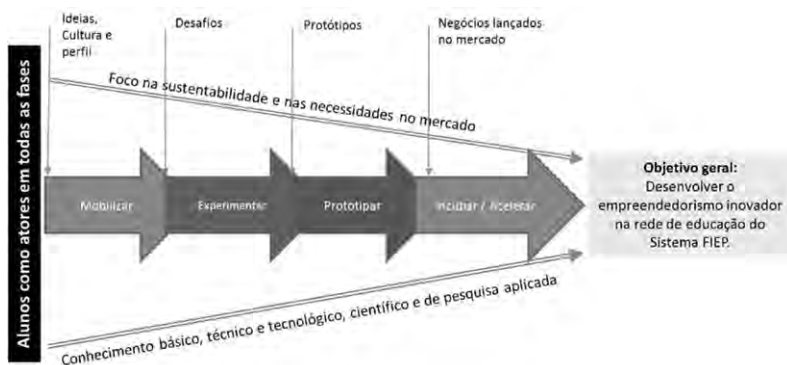 Ideias,
Cultura e
perfil
Desafios
Protótipos
Negócios lançados
no mercado
Alunos como atores em todas as fases
Foco na sustentabilidade e nas necessidades no mercado
Mobilizar
Experimentar
Prototipar
Incubar / Acelerar
Objetivo geral:
Desenvolver o
empreendedorismo inovador
na rede de educação do
Sistema FIEP.
Conhecimento básico, técnico e tecnológico, científico e de pesquisa aplicada